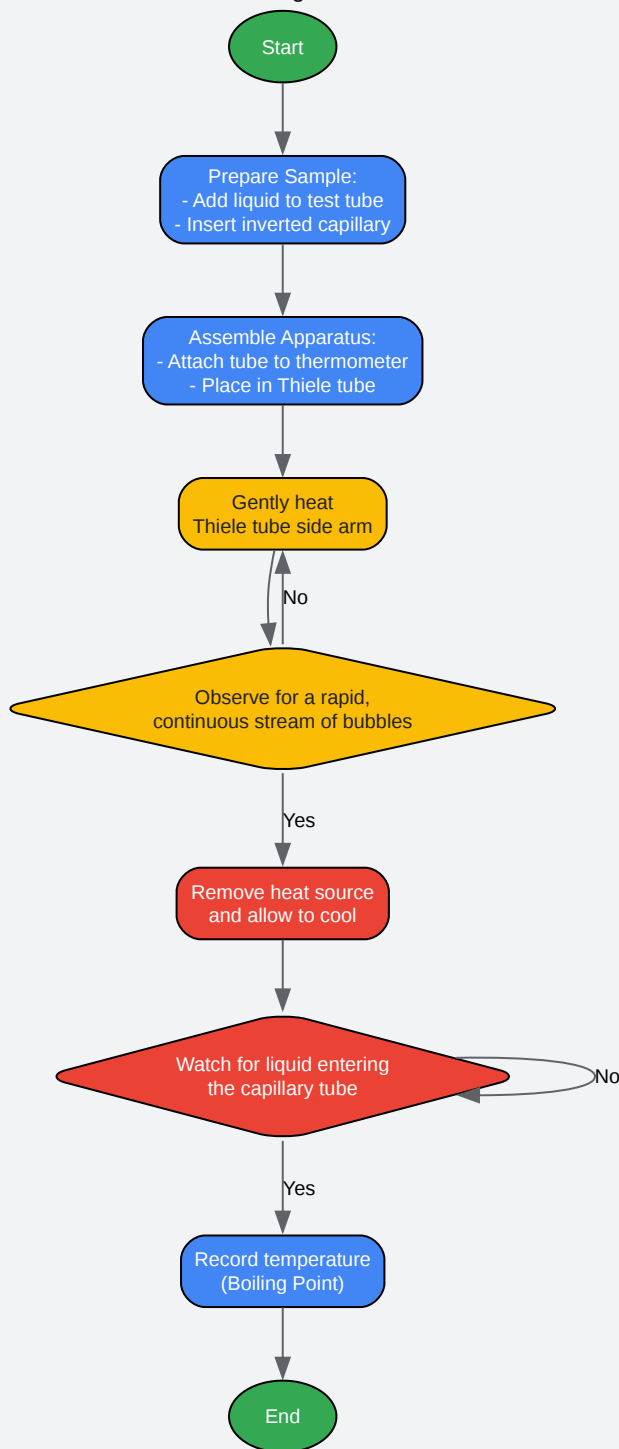 Start
Prepare Sample:
- Add liquid to test tube
- Insert inverted capillary
Assemble Apparatus:
- Attach tube to thermometer
- Place in Thiele tube
Gently heat
Thiele tube side arm
No
Observe for a rapid,
continuous stream of bubbles
Yes
Remove heat source
and allow to cool
Watch for liquid entering
the capillary tube
No
Yes
Record temperature
(Boiling Point)
End